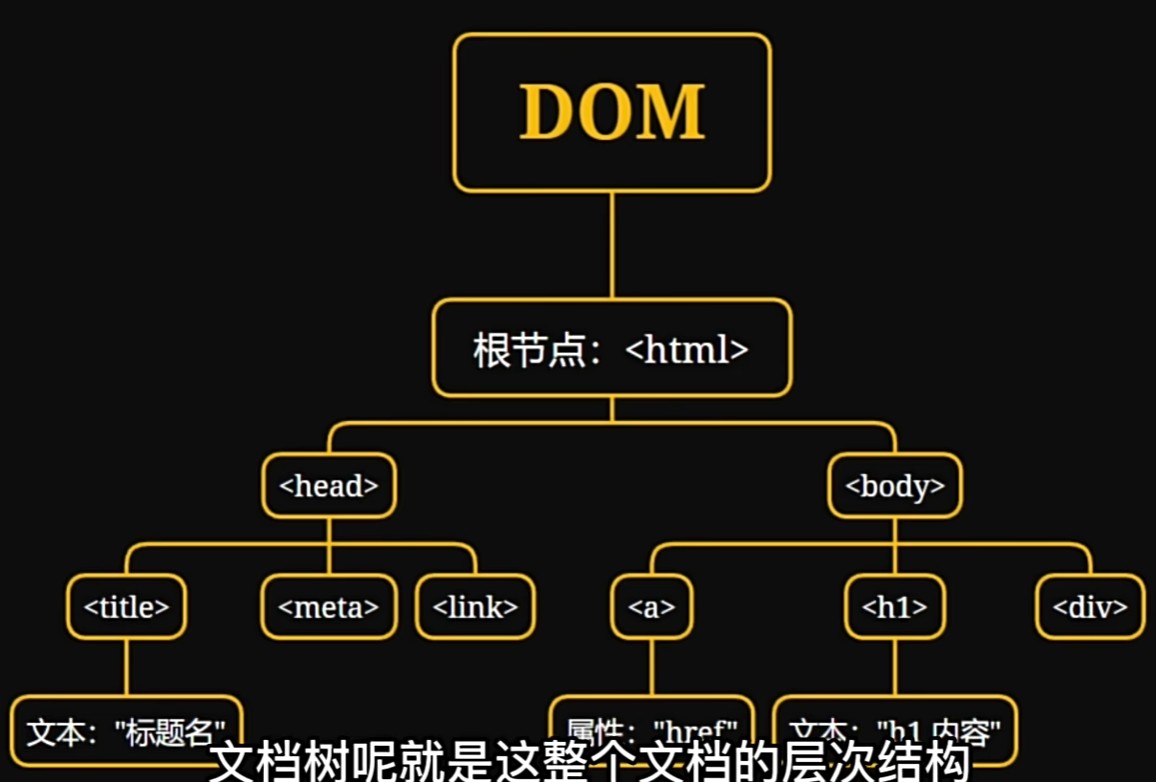 DOM
根节点：<html>
<head>
<body>
<title>
<meta>
<link>
<a>
<h1>
<div>
文本："标题名"
属性："href"
文本："h1 内容"
文档树呢就是这整个文档的层次结构